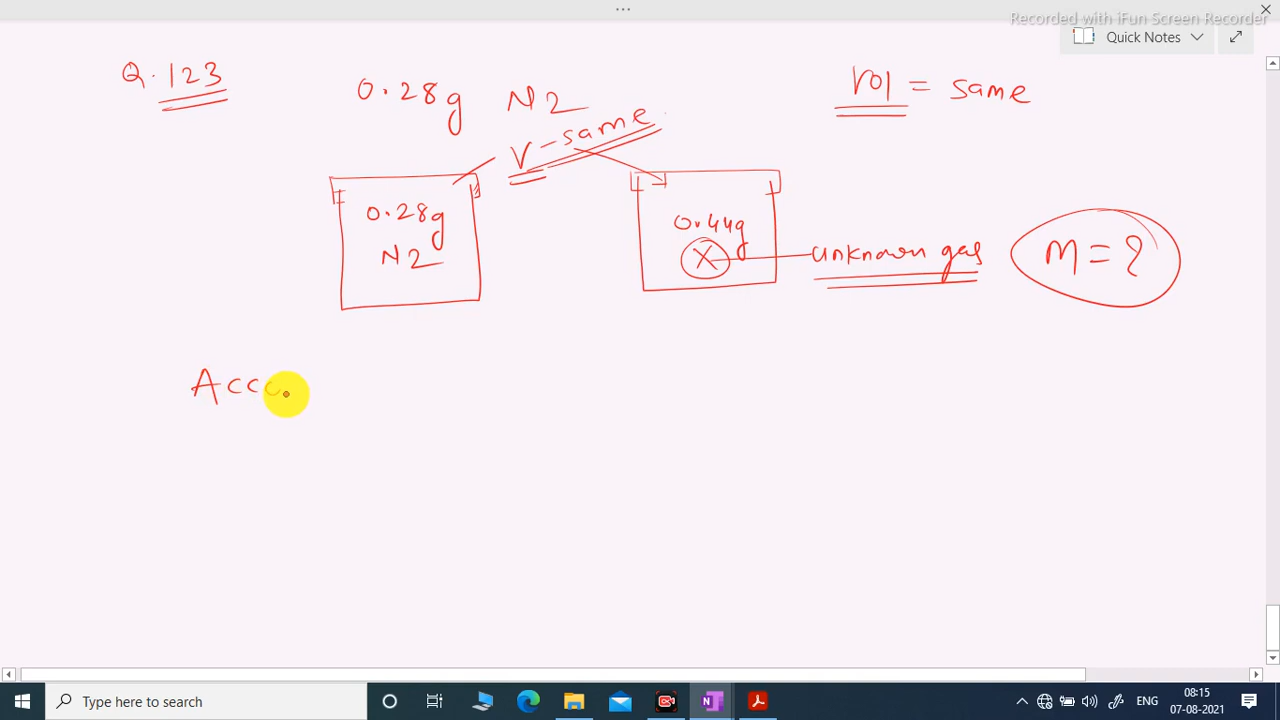 Recorded with iFun Screen Recorder
Quick Notes
Q.123
0.28g N2
Vol = same
V-same
0.28g
N2
0.44g
X
unknown gas
M = ?
Accc
Type here to search
ENG
08:15
07-08-2021